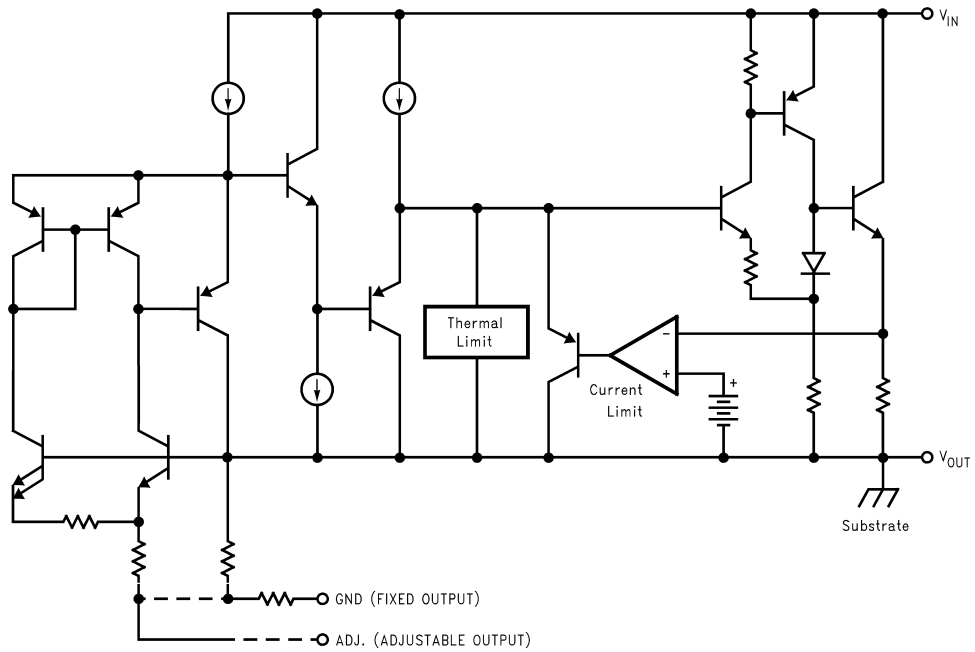 V_IN
Thermal
Limit
−
+
+
Current
Limit
V_OUT
Substrate
GND (FIXED OUTPUT)
ADJ. (ADJUSTABLE OUTPUT)